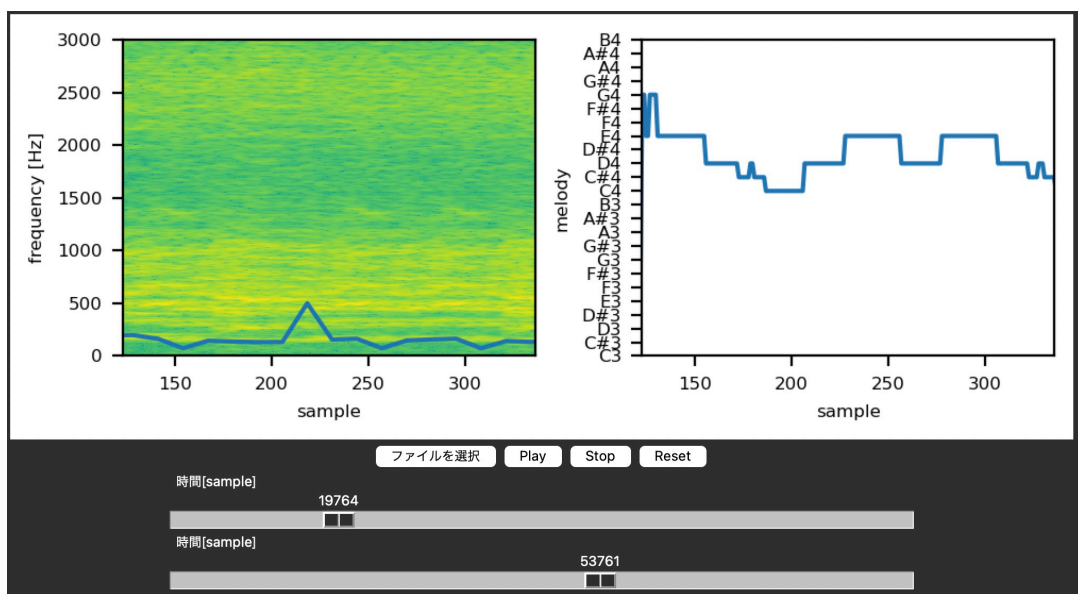 3000
2500
2000
1500
1000
500
0
frequency [Hz]
150 200 250 300
sample
B4
A#4
A4
G#4
G4
F#4
F4
E4
D#4
D4
C#4
C4
B3
A#3
A3
G#3
G3
F#3
F3
E3
D#3
D3
C#3
C3
melody
150 200 250 300
sample
ファイルを選択 Play Stop Reset
時間[sample]
19764
時間[sample]
53761